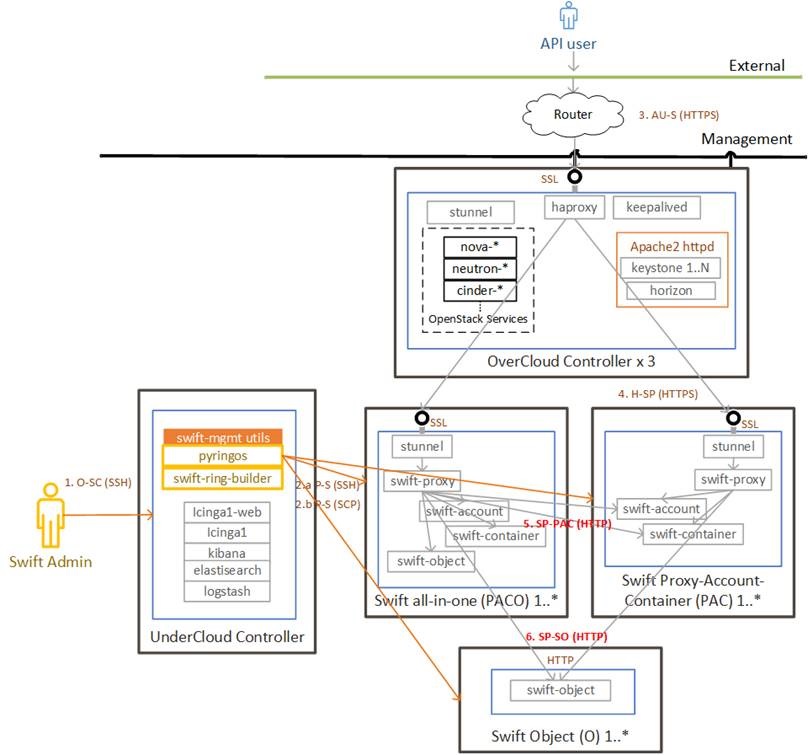 API user
External
Router
3. AU-S (HTTPS)
Management
SSL
stunnel
haproxy
keepalived
nova-*
neutron-*
cinder-*
OpenStack Services
Apache2 httpd
keystone 1..N
horizon
OverCloud Controller x 3
4. H-SP (HTTPS)
1. O-SC (SSH)
Swift Admin
swift-mgmt utils
pyringos
swift-ring-builder
Icinga1-web
Icinga1
kibana
elastisearch
logstash
UnderCloud Controller
2.a P-S (SSH)
2.b P-S (SCP)
SSL
stunnel
swift-proxy
swift-account
swift-container
swift-object
Swift all-in-one (PACO) 1..*
5. SP-PAC (HTTP)
SSL
stunnel
swift-proxy
swift-account
swift-container
Swift Proxy-Account-
Container (PAC) 1..*
6. SP-SO (HTTP)
HTTP
swift-object
Swift Object (O) 1..*